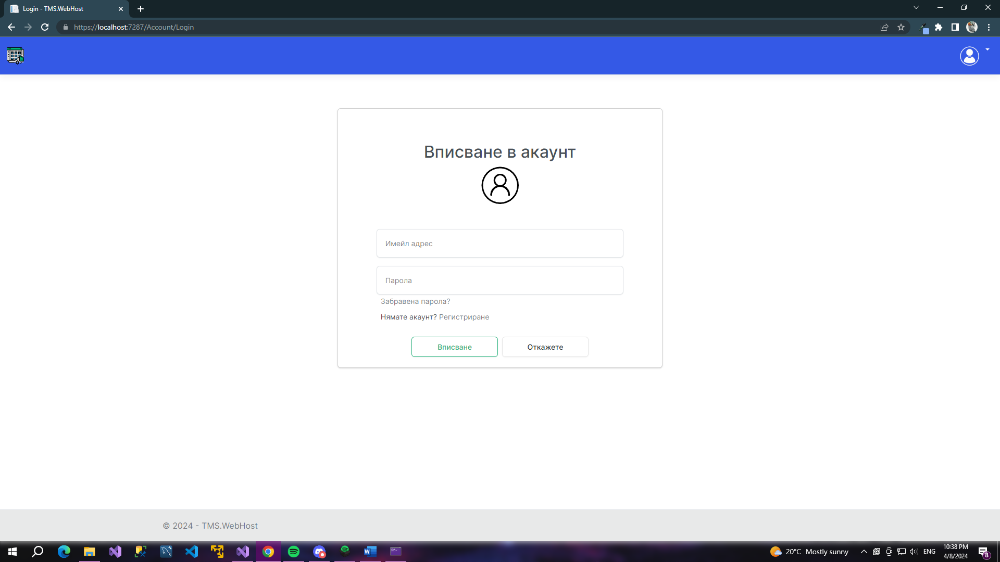 Login - TMS.WebHost
https://localhost:7287/Account/Login
Вписване в акаунт
Имейл адрес
Парола
Забравена парола?
Нямате акаунт? Регистриране
Вписване
Откажете
© 2024 - TMS.WebHost
20°C Mostly sunny
ENG
10:38 PM
4/8/2024
8